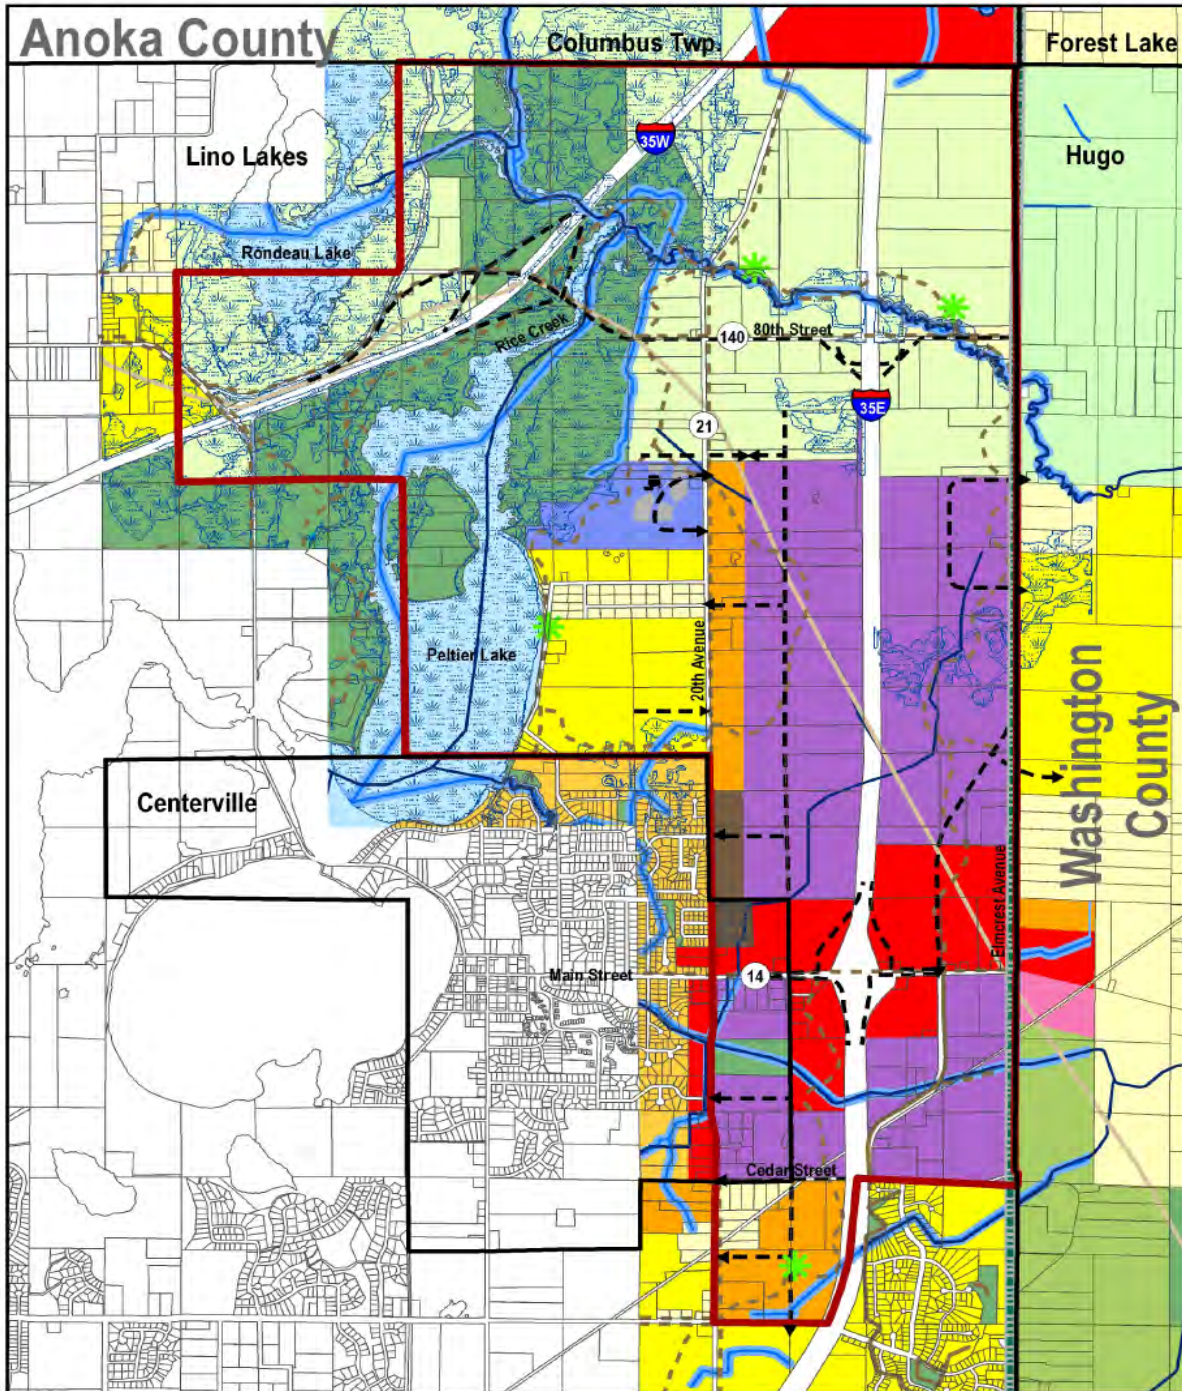 Anoka County
Columbus Twp.
Forest Lake
35W
Lino Lakes
Hugo
Rondeau Lake
Rice Creek
140
80th Street
35E
21
20th Avenue
Peltier Lake
Washington
County
Centerville
Elmcrest Avenue
Main Street
14
Cedar Street